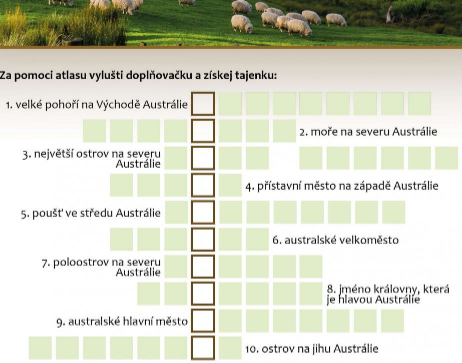 Za pomoci atlasu vylušti doplňovačku a získej tajenku:
1. velké pohoří na Východě Austrálie
2. moře na severu Austrálie
3. největší ostrov na severu
Austrálie
4. přístavní město na západě Austrálie
5. poušť ve středu Austrálie
6. australské velkoměsto
7. poloostrov na severu
Austrálie
8. jméno královny, která
je hlavou Austrálie
9. australské hlavní město
10. ostrov na jihu Austrálie